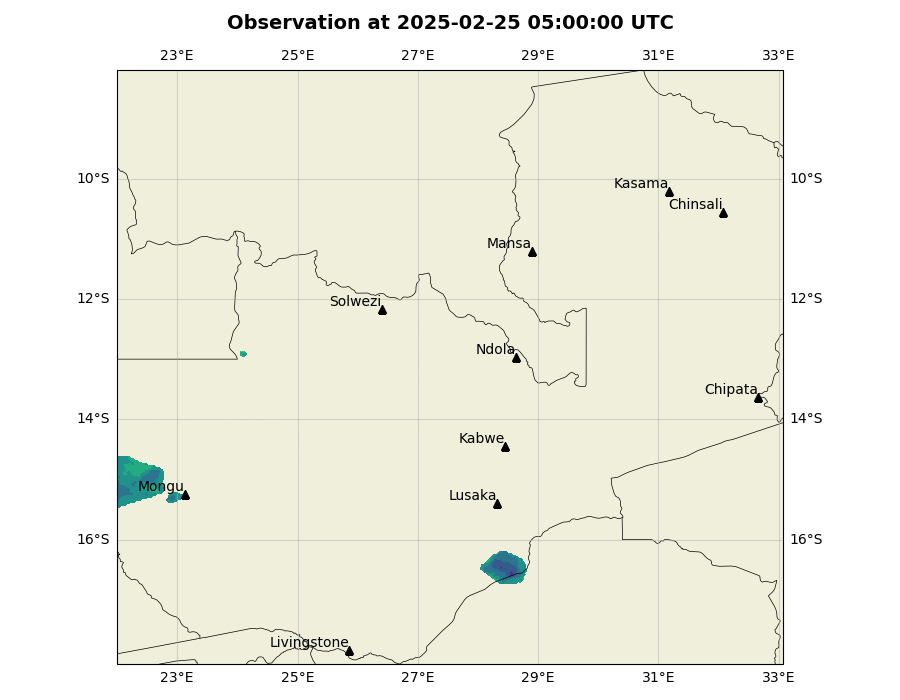 Observation at 2025-02-25 05:00:00 UTC
23°E 25°E 27°E 29°E 31°E 33°E
10°S 10°S
Kasama
Chinsali
Mansa
12°S 12°S
Solwezi
Ndola
Chipata
14°S 14°S
Kabwe
Mongu
Lusaka
16°S 16°S
Livingstone
23°E 25°E 27°E 29°E 31°E 33°E